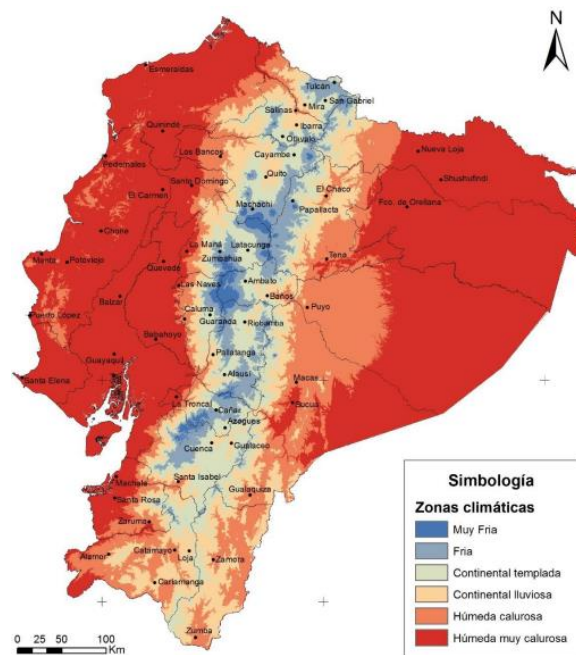 N
Esmeraldas
Tulcán
San Gabriel
Mira
Salinas
Ibarra
Otavalo
Quinindé
Los Bancos
Cayambe
Nueva Loja
Pedernales
Quito
Shushufindi
Santo Domingo
El Chaco
El Carmen
Machachi
Papallacta
Fco. de Orellana
Chone
La Maná
Latacunga
Manta
Portoviejo
Zumbahua
Tena
Quevedo
Las Naves
Ambato
Baños
Balzar
Puyo
Puerto López
Caluma
Guaranda
Riobamba
Babahoyo
Guayaquil
Pallatanga
Santa Elena
Alausí
Macas
La Troncal
Sucua
Cañar
Azogues
Cuenca
Gualaceo
Machala
Santa Isabel
Santa Rosa
Gualaquiza
Zaruma
Alamor
Catamayo
Loja
Zamora
Cariamanga
Zumba
Simbología
Zonas climáticas
Muy Fria
Fria
Continental templada
Continental lluviosa
Húmeda calurosa
Húmeda muy calurosa
0 25 50 100
Km